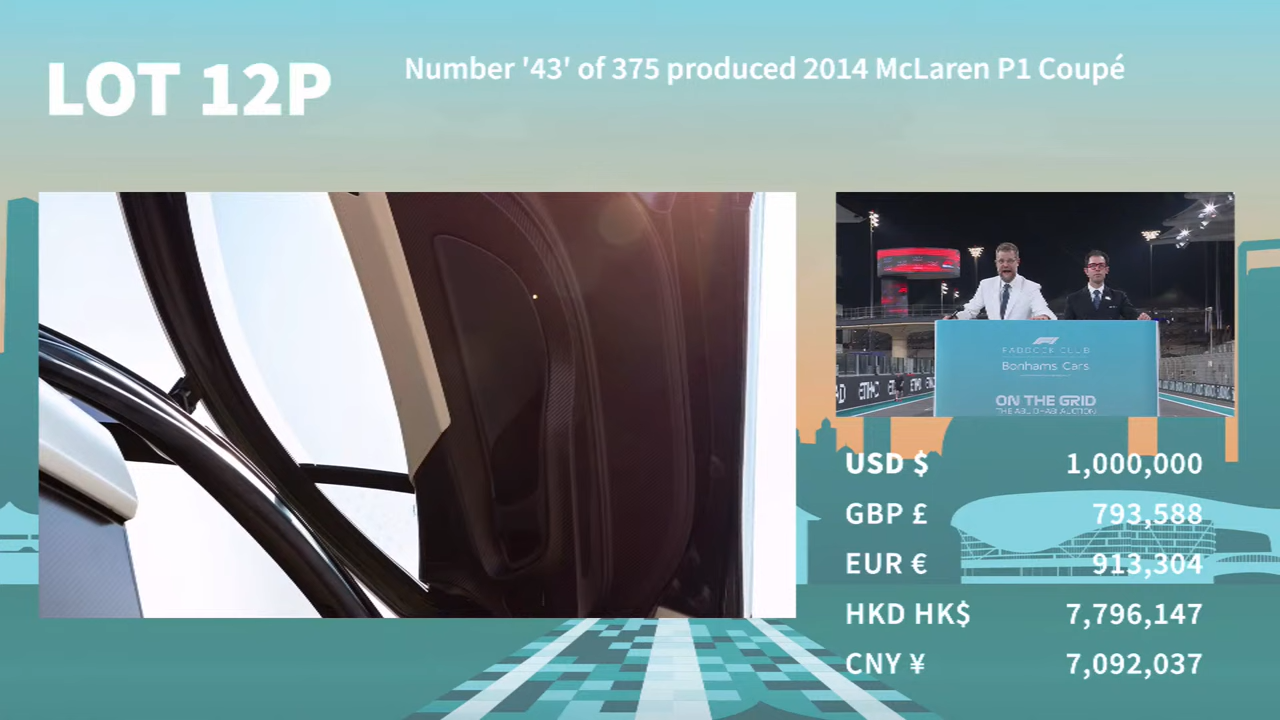 LOT 12P
Number '43' of 375 produced 2014 McLaren P1 Coupé
PADDOCK CLUB
Bonhams Cars
ON THE GRID
THE ABU DHABI AUCTION
ETIHAD
USD $ 1,000,000
GBP £ 793,588
EUR € 913,304
HKD HK$ 7,796,147
CNY ¥ 7,092,037